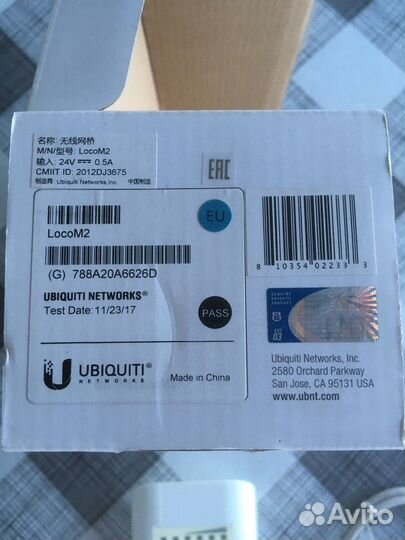 名称: 无线网桥
M/N/型号: LocoM2
输入: 24V ⎓ 0.5A
CMIIT ID: 2012DJ3675
制造商 Ubiquiti Networks,Inc. 中国制造
EAC
EU
LocoM2
(G) 788A20A6626D
UBIQUITI NETWORKS®
Test Date: 11/23/17
PASS
UBIQUITI
NETWORKS
Made in China
8 10354 02233 3
GENUINE
UBIQUITI
PRODUCT
Ubiquiti Networks, Inc.
2580 Orchard Parkway
San Jose, CA 95131 USA
www.ubnt.com
Avito